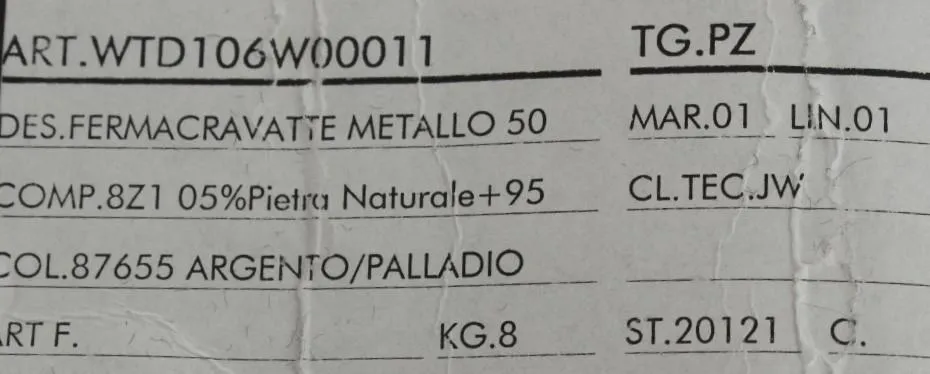 ART.WTD106W00011 TG.PZ
DES.FERMACRAVATTE METALLO 50 MAR.01 LIN.01
COMP.8Z1 05%Pietra Naturale+95 CL.TEC.JW
COL.87655 ARGENTO/PALLADIO
ART F. KG.8 ST.20121 C.